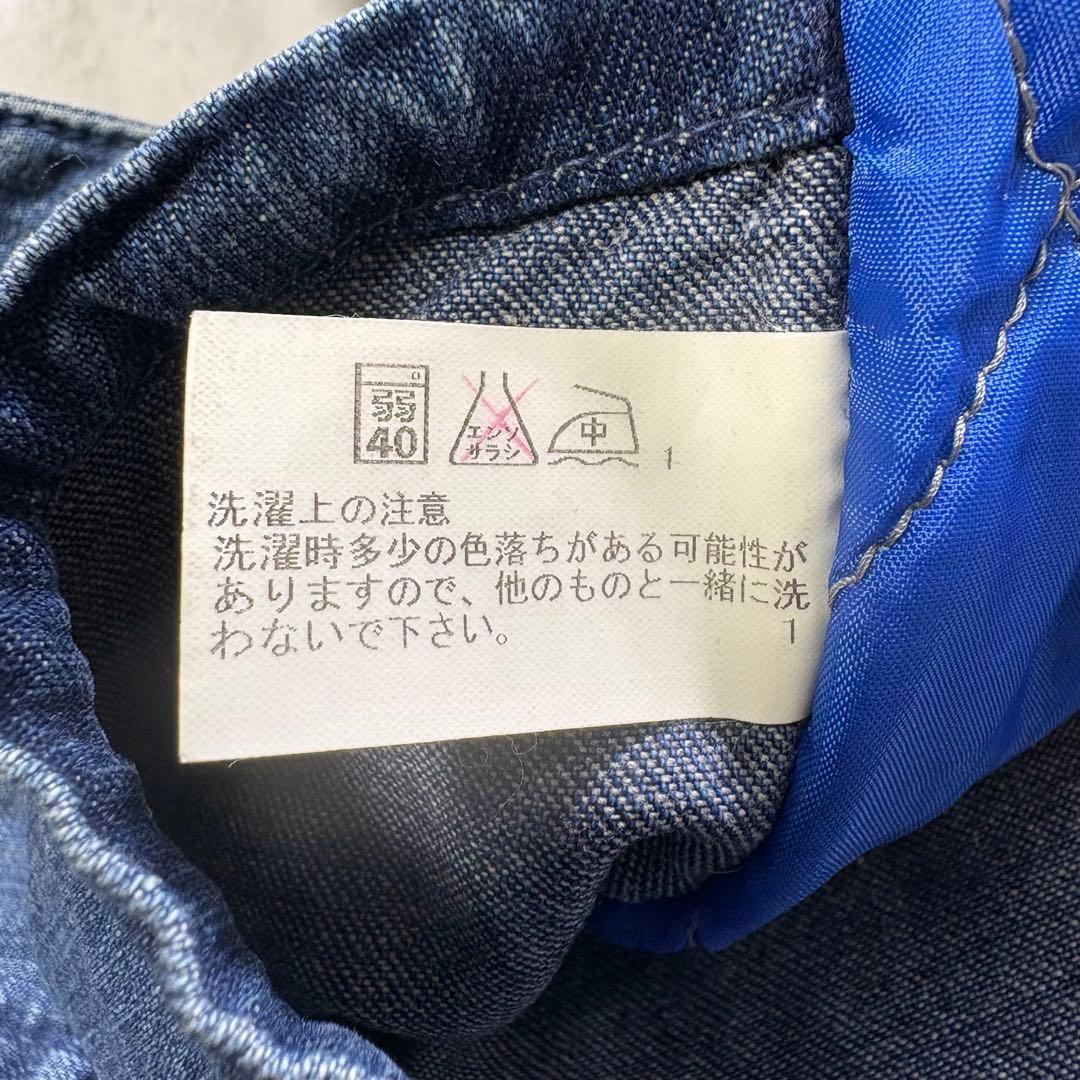 弱
40
エンソ
サラシ
中
1
洗濯上の注意
洗濯時多少の色落ちがある可能性が
ありますので、他のものと一緒に洗
わないで下さい。
1